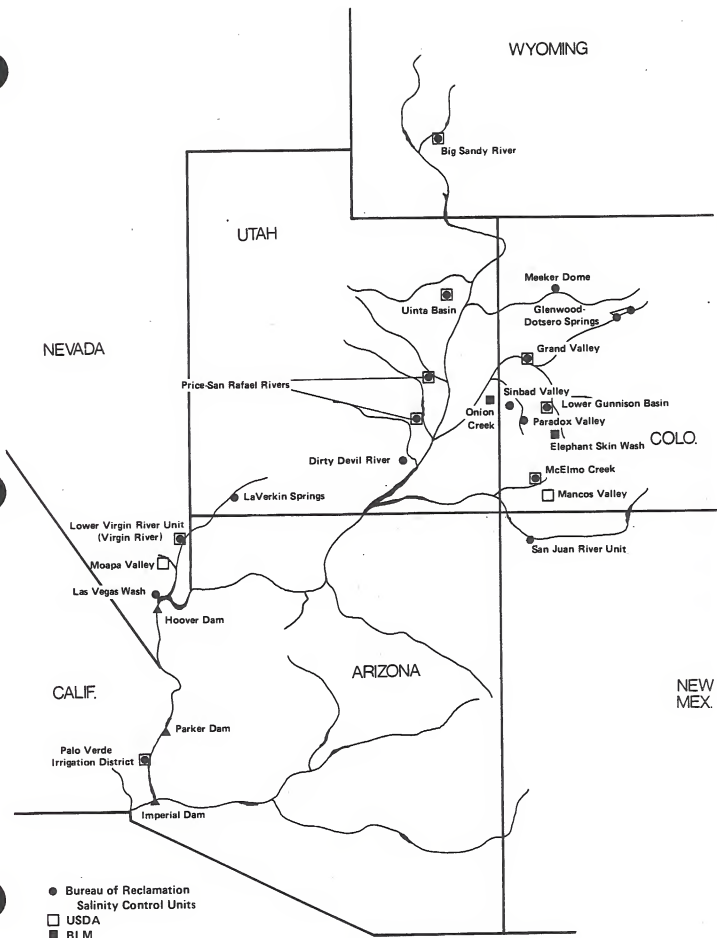 WYOMING
Big Sandy River
UTAH
Meeker Dome
Uinta Basin
Glenwood-
Dotsero Springs
NEVADA
Grand Valley
Price-San Rafael Rivers
Sinbad Valley
Onion
Creek
Lower Gunnison Basin
Paradox Valley
Elephant Skin Wash
COLO.
Dirty Devil River
McElmo Creek
LaVerkin Springs
Mancos Valley
Lower Virgin River Unit
(Virgin River)
San Juan River Unit
Moapa Valley
Las Vegas Wash
Hoover Dam
ARIZONA
CALIF.
NEW
MEX.
Parker Dam
Palo Verde
Irrigation District
Imperial Dam
Bureau of Reclamation
Salinity Control Units
USDA
BLM